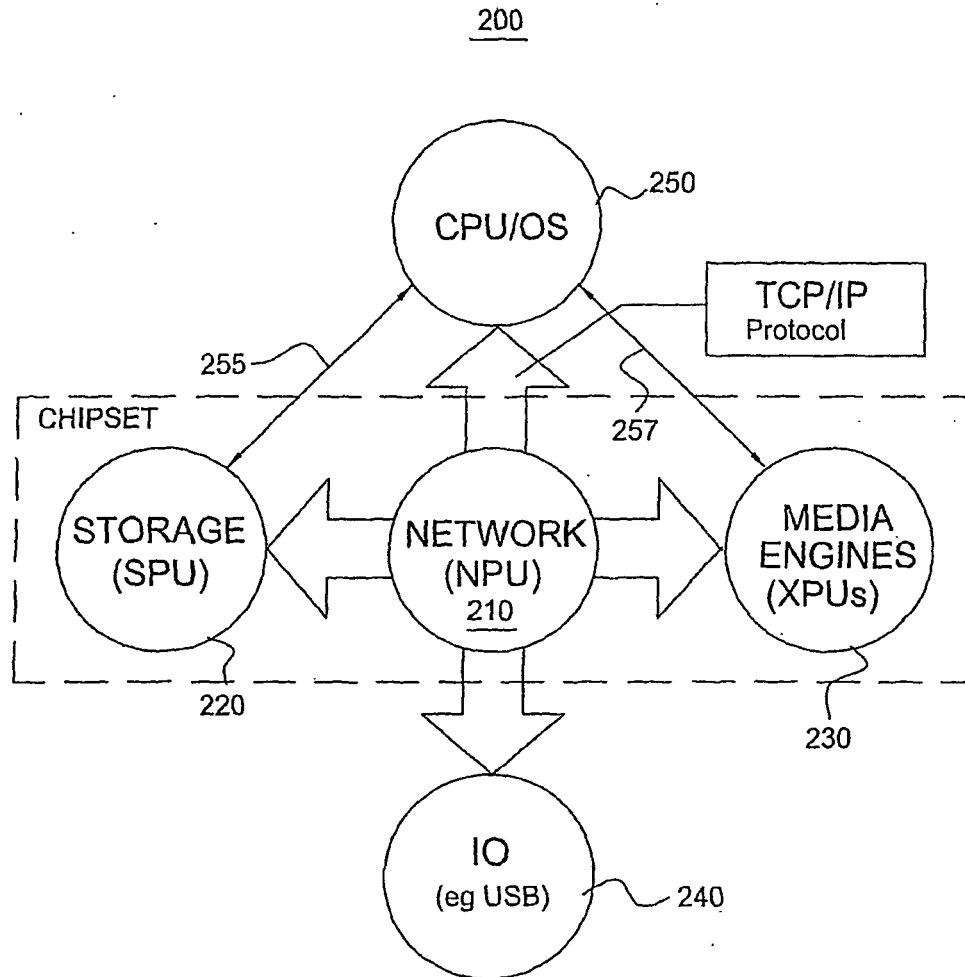 200
CPU/OS
250
TCP/IP
Protocol
255
257
CHIPSET
STORAGE
(SPU)
NETWORK
(NPU)
210
MEDIA
ENGINES
(XPUs)
220
230
IO
(eg USB)
240